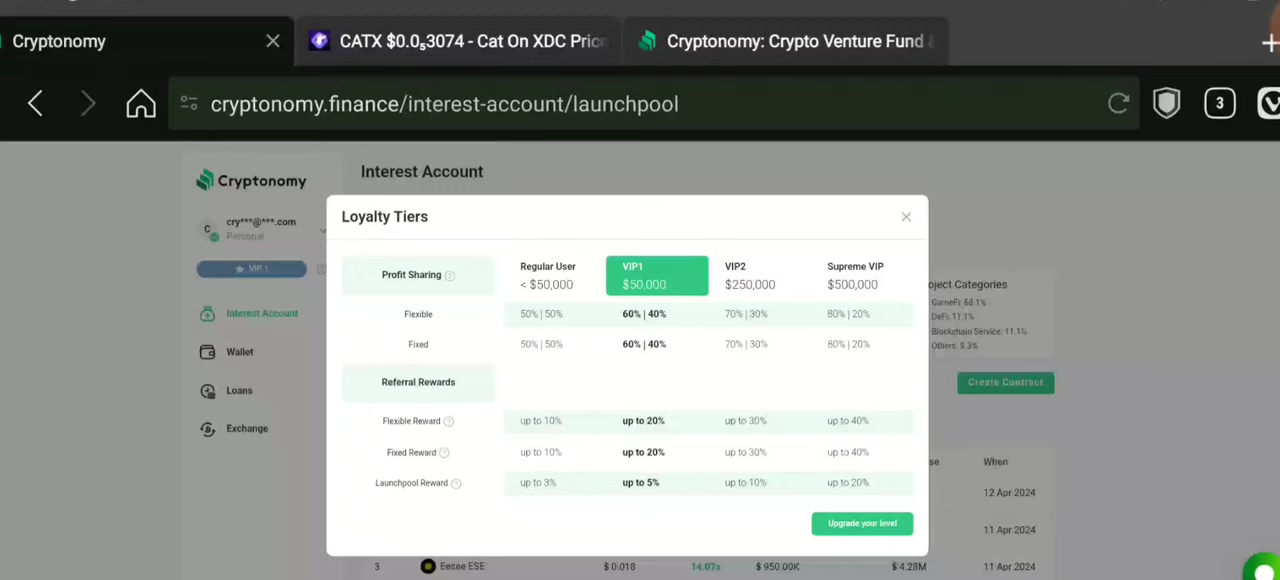 Cryptonomy
CATX $0.0₅3074 - Cat On XDC Price
Cryptonomy: Crypto Venture Fund &
cryptonomy.finance/interest-account/launchpool
3
Cryptonomy
Interest Account
C
cry***@***.com
Personal
VIP 1
Interest Account
Wallet
Loans
Exchange
Loyalty Tiers
Profit Sharing
Regular User
VIP1
VIP2
Supreme VIP
< $50,000
$50,000
$250,000
$500,000
Flexible
50% | 50%
60% | 40%
70% | 30%
80% | 20%
Fixed
50% | 50%
60% | 40%
70% | 30%
80% | 20%
Referral Rewards
Flexible Reward
up to 10%
up to 20%
up to 30%
up to 40%
Fixed Reward
up to 10%
up to 20%
up to 30%
up to 40%
Launchpool Reward
up to 3%
up to 5%
up to 10%
up to 20%
Upgrade your level
oject Categories
GameFi: 68.1%
DeFi: 11.1%
Blockchain Service: 11.1%
Others: 9.3%
Create Contract
se
When
12 Apr 2024
11 Apr 2024
3
Eesee ESE
$ 0.018
14.07x
$ 950.00K
$ 4.28M
11 Apr 2024